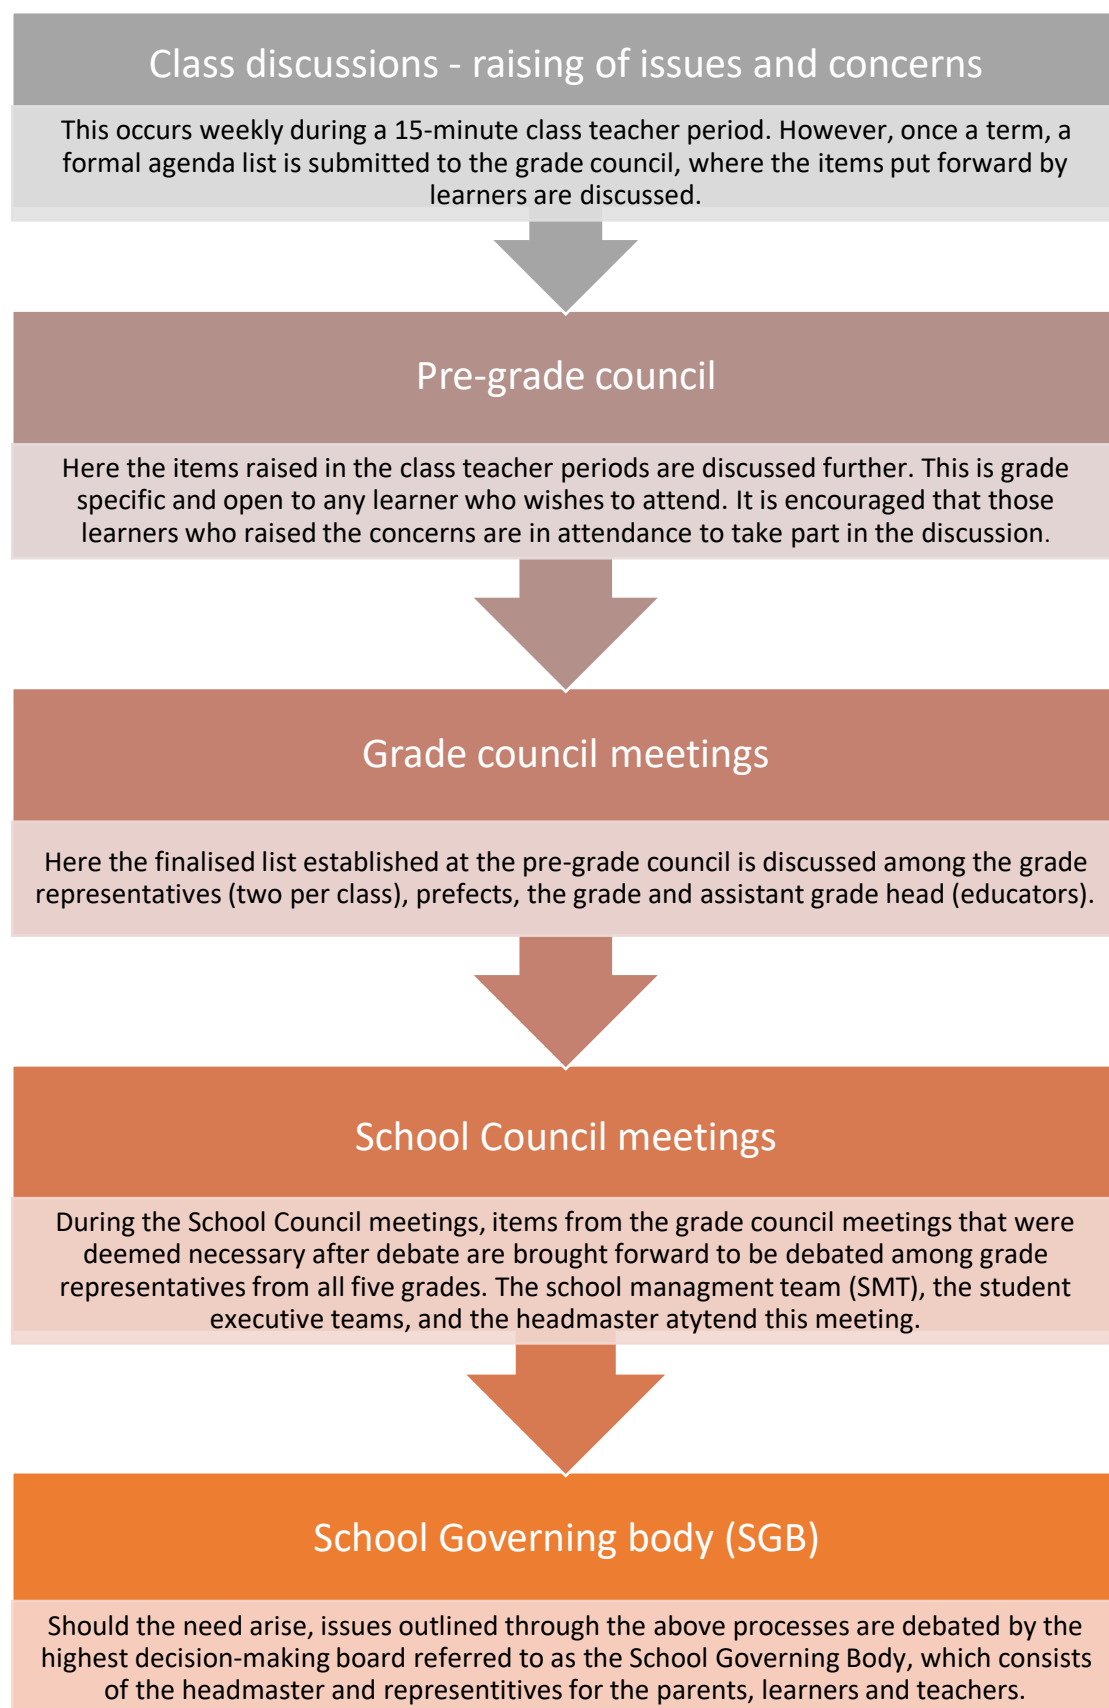 Class discussions - raising of issues and concerns
This occurs weekly during a 15-minute class teacher period. However, once a term, a
formal agenda list is submitted to the grade council, where the items put forward by
learners are discussed.
Pre-grade council
Here the items raised in the class teacher periods are discussed further. This is grade
specific and open to any learner who wishes to attend. It is encouraged that those
learners who raised the concerns are in attendance to take part in the discussion.
Grade council meetings
Here the finalised list established at the pre-grade council is discussed among the grade
representatives (two per class), prefects, the grade and assistant grade head (educators).
School Council meetings
During the School Council meetings, items from the grade council meetings that were
deemed necessary after debate are brought forward to be debated among grade
representatives from all five grades. The school managment team (SMT), the student
executive teams, and the headmaster atytend this meeting.
School Governing body (SGB)
Should the need arise, issues outlined through the above processes are debated by the
highest decision-making board referred to as the School Governing Body, which consists
of the headmaster and representitives for the parents, learners and teachers.